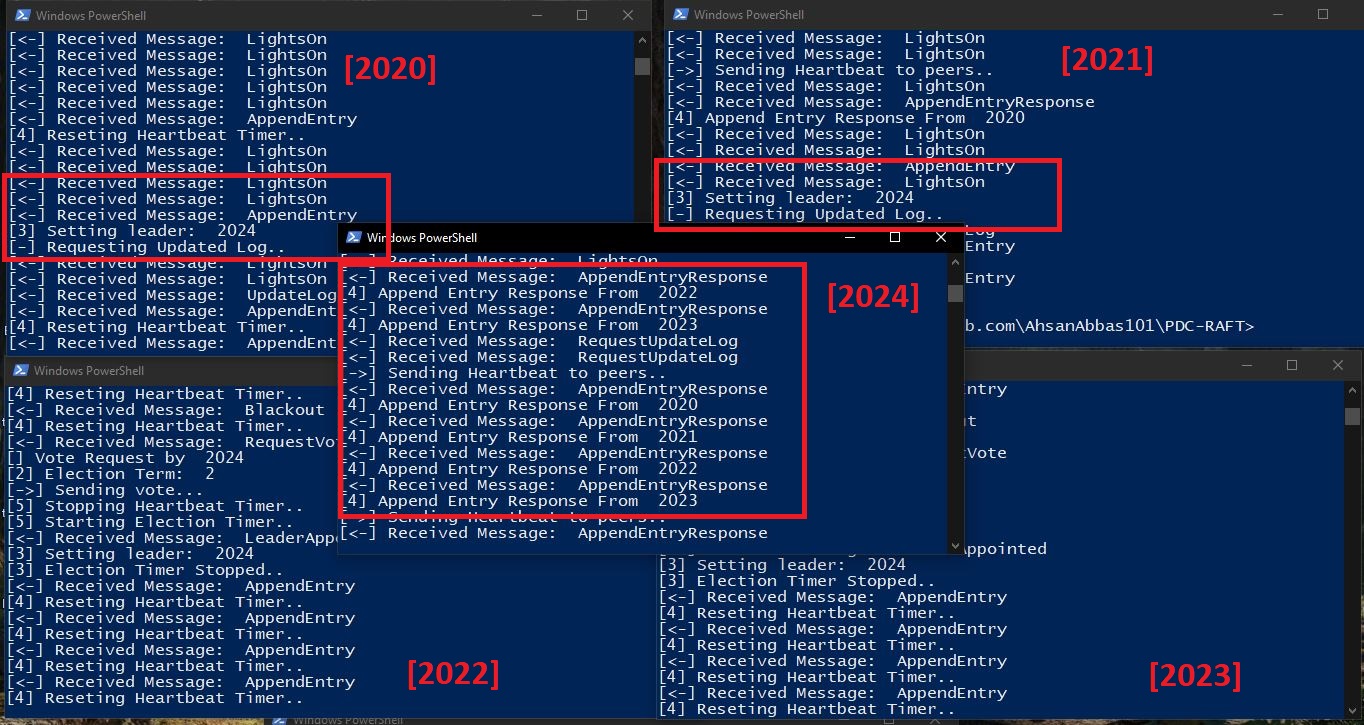 Windows PowerShell
[<-] Received Message:  LightsOn
[<-] Received Message:  LightsOn
[<-] Received Message:  LightsOn
[<-] Received Message:  LightsOn
[<-] Received Message:  LightsOn
[<-] Received Message:  AppendEntry
[4] Reseting Heartbeat Timer..
[<-] Received Message:  LightsOn
[<-] Received Message:  LightsOn
[<-] Received Message:  LightsOn
[<-] Received Message:  LightsOn
[<-] Received Message:  AppendEntry
[3] Setting leader:  2024
[-] Requesting Updated Log..
[<-] Received Message:  LightsOn
[<-] Received Message:  LightsOn
[<-] Received Message:  UpdateLog
[<-] Received Message:  AppendEnt
[4] Reseting Heartbeat Timer..
[<-] Received Message:  AppendEnt
[2020]
Windows PowerShell
[<-] Received Message:  LightsOn
[<-] Received Message:  LightsOn
[->] Sending Heartbeat to peers..
[<-] Received Message:  LightsOn
[<-] Received Message:  AppendEntryResponse
[4] Append Entry Response From  2020
[<-] Received Message:  LightsOn
[<-] Received Message:  LightsOn
[<-] Received Message:  AppendEntry
[<-] Received Message:  LightsOn
[3] Setting leader:  2024
[-] Requesting Updated Log..
Log
Entry
Entry
b.com\AhsanAbbas101\PDC-RAFT>
[2021]
Windows PowerShell
[<-] Received Message:  LightsOn
[<-] Received Message:  AppendEntryResponse
[4] Append Entry Response From  2022
[<-] Received Message:  AppendEntryResponse
[4] Append Entry Response From  2023
[<-] Received Message:  RequestUpdateLog
[<-] Received Message:  RequestUpdateLog
[->] Sending Heartbeat to peers..
[<-] Received Message:  AppendEntryResponse
[4] Append Entry Response From  2020
[<-] Received Message:  AppendEntryResponse
[4] Append Entry Response From  2021
[<-] Received Message:  AppendEntryResponse
[4] Append Entry Response From  2022
[<-] Received Message:  AppendEntryResponse
[4] Append Entry Response From  2023
[->] Sending Heartbeat to peers..
[<-] Received Message:  AppendEntryResponse
[2024]
Windows PowerShell
[4] Reseting Heartbeat Timer..
[<-] Received Message:  Blackout
[4] Reseting Heartbeat Timer..
[<-] Received Message:  RequestVot
[] Vote Request by  2024
[2] Election Term:  2
[->] Sending vote...
[5] Stopping Heartbeat Timer..
[5] Starting Election Timer..
[<-] Received Message:  LeaderAppo
[3] Setting leader:  2024
[3] Election Timer Stopped..
[<-] Received Message:  AppendEntry
[4] Reseting Heartbeat Timer..
[<-] Received Message:  AppendEntry
[4] Reseting Heartbeat Timer..
[<-] Received Message:  AppendEntry
[4] Reseting Heartbeat Timer..
[<-] Received Message:  AppendEntry
[4] Reseting Heartbeat Timer..
[2022]
ntry
ut
tVote
Appointed
[3] Setting leader:  2024
[3] Election Timer Stopped..
[<-] Received Message:  AppendEntry
[4] Reseting Heartbeat Timer..
[<-] Received Message:  AppendEntry
[4] Reseting Heartbeat Timer..
[<-] Received Message:  AppendEntry
[4] Reseting Heartbeat Timer..
[<-] Received Message:  AppendEntry
[4] Reseting Heartbeat Timer..
[2023]
Windows PowerShell